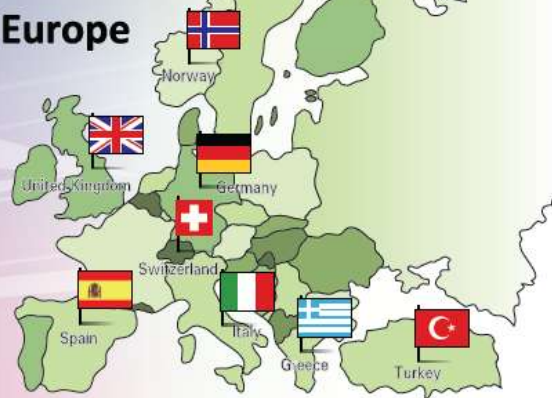 Europe
Norway
United Kingdom
Germany
Switzerland
Spain
Italy
Greece
Turkey